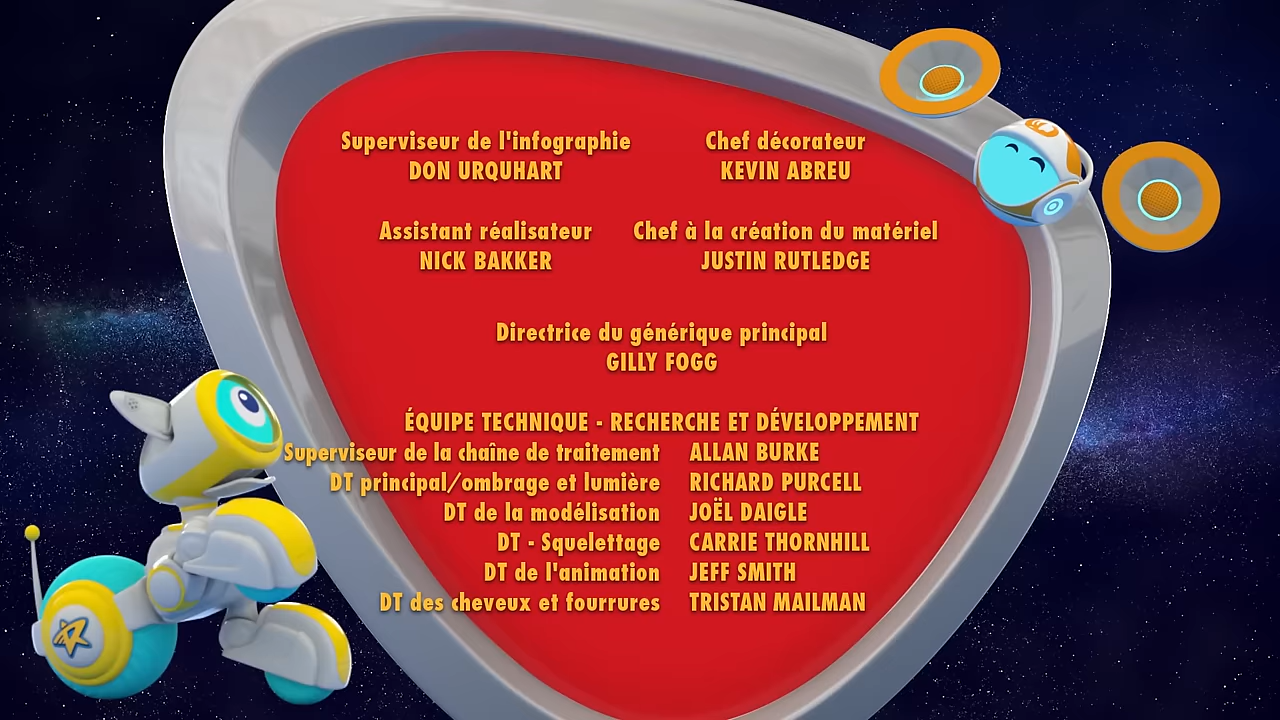 Superviseur de l'infographie
DON URQUHART
Chef décorateur
KEVIN ABREU
Assistant réalisateur
NICK BAKKER
Chef à la création du matériel
JUSTIN RUTLEDGE
Directrice du générique principal
GILLY FOGG
ÉQUIPE TECHNIQUE - RECHERCHE ET DÉVELOPPEMENT
Superviseur de la chaîne de traitement ALLAN BURKE
DT principal/ombrage et lumière RICHARD PURCELL
DT de la modélisation JOËL DAIGLE
DT - Squelettage CARRIE THORNHILL
DT de l'animation JEFF SMITH
DT des cheveux et fourrures TRISTAN MAILMAN